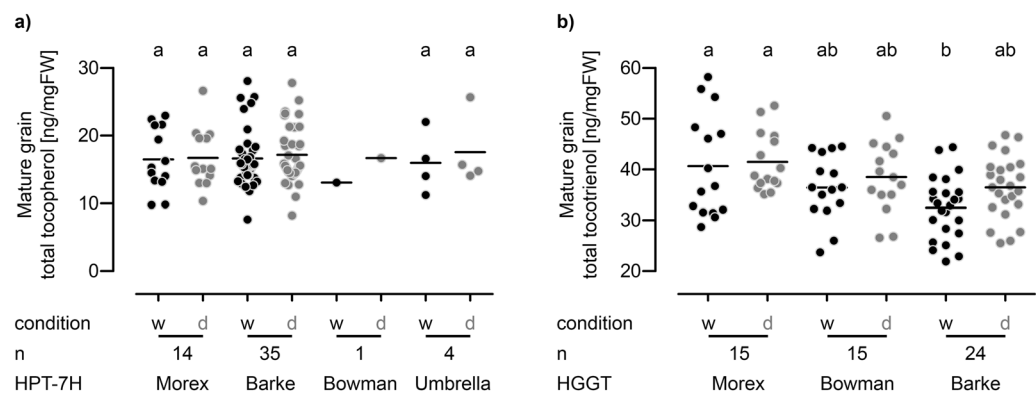 a)
Mature grain
total tocopherol [ng/mgFW]
a a a a a a
30
20
10
0
condition w d w d w d w d
n 14 35 1 4
HPT-7H Morex Barke Bowman Umbrella
b)
Mature grain
total tocotrienol [ng/mgFW]
a a ab ab b ab
60
50
40
30
20
condition w d w d w d
n 15 15 24
HGGT Morex Bowman Barke